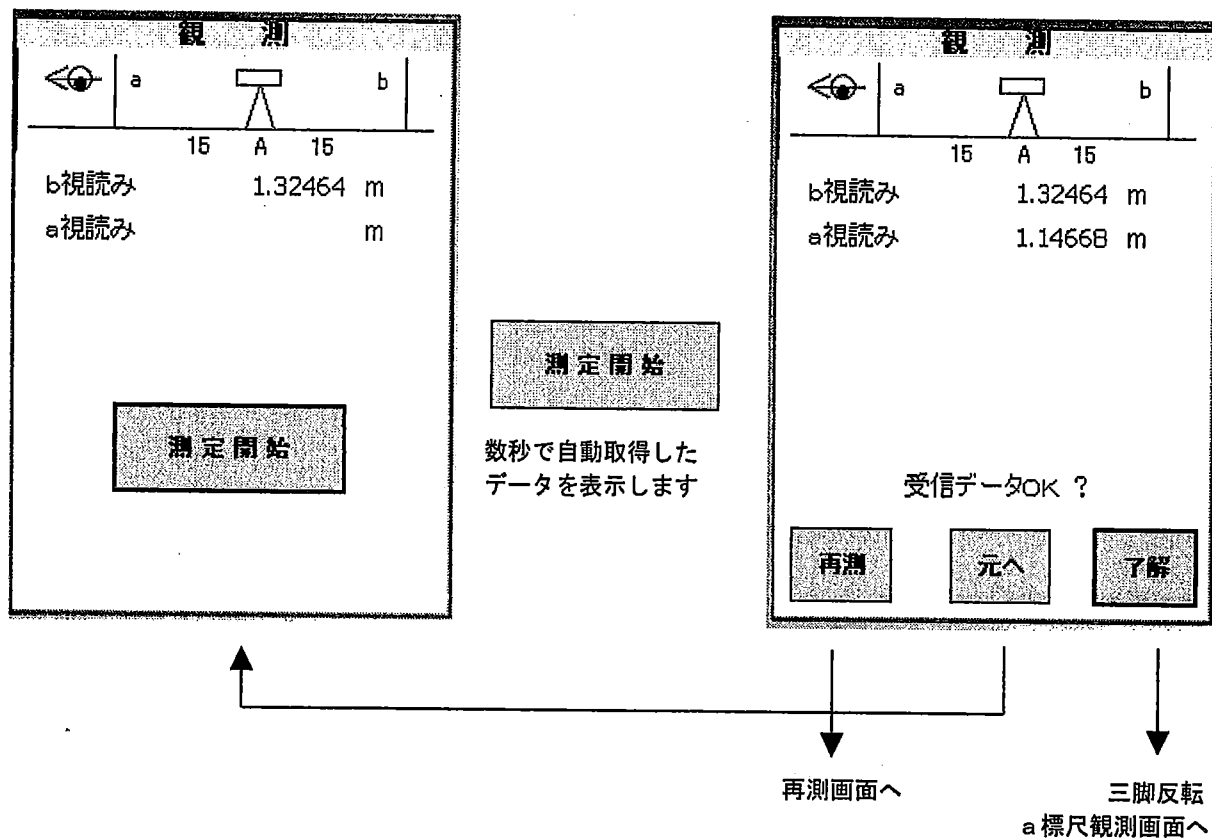 観 測
a b
15 A 15
b視読み 1.32464 m
a視読み m
測定開始
測定開始
数秒で自動取得した
データを表示します
観 測
a b
15 A 15
b視読み 1.32464 m
a視読み 1.14668 m
受信データOK ?
再測 元へ 了解
再測画面へ
三脚反転
a標尺観測画面へ